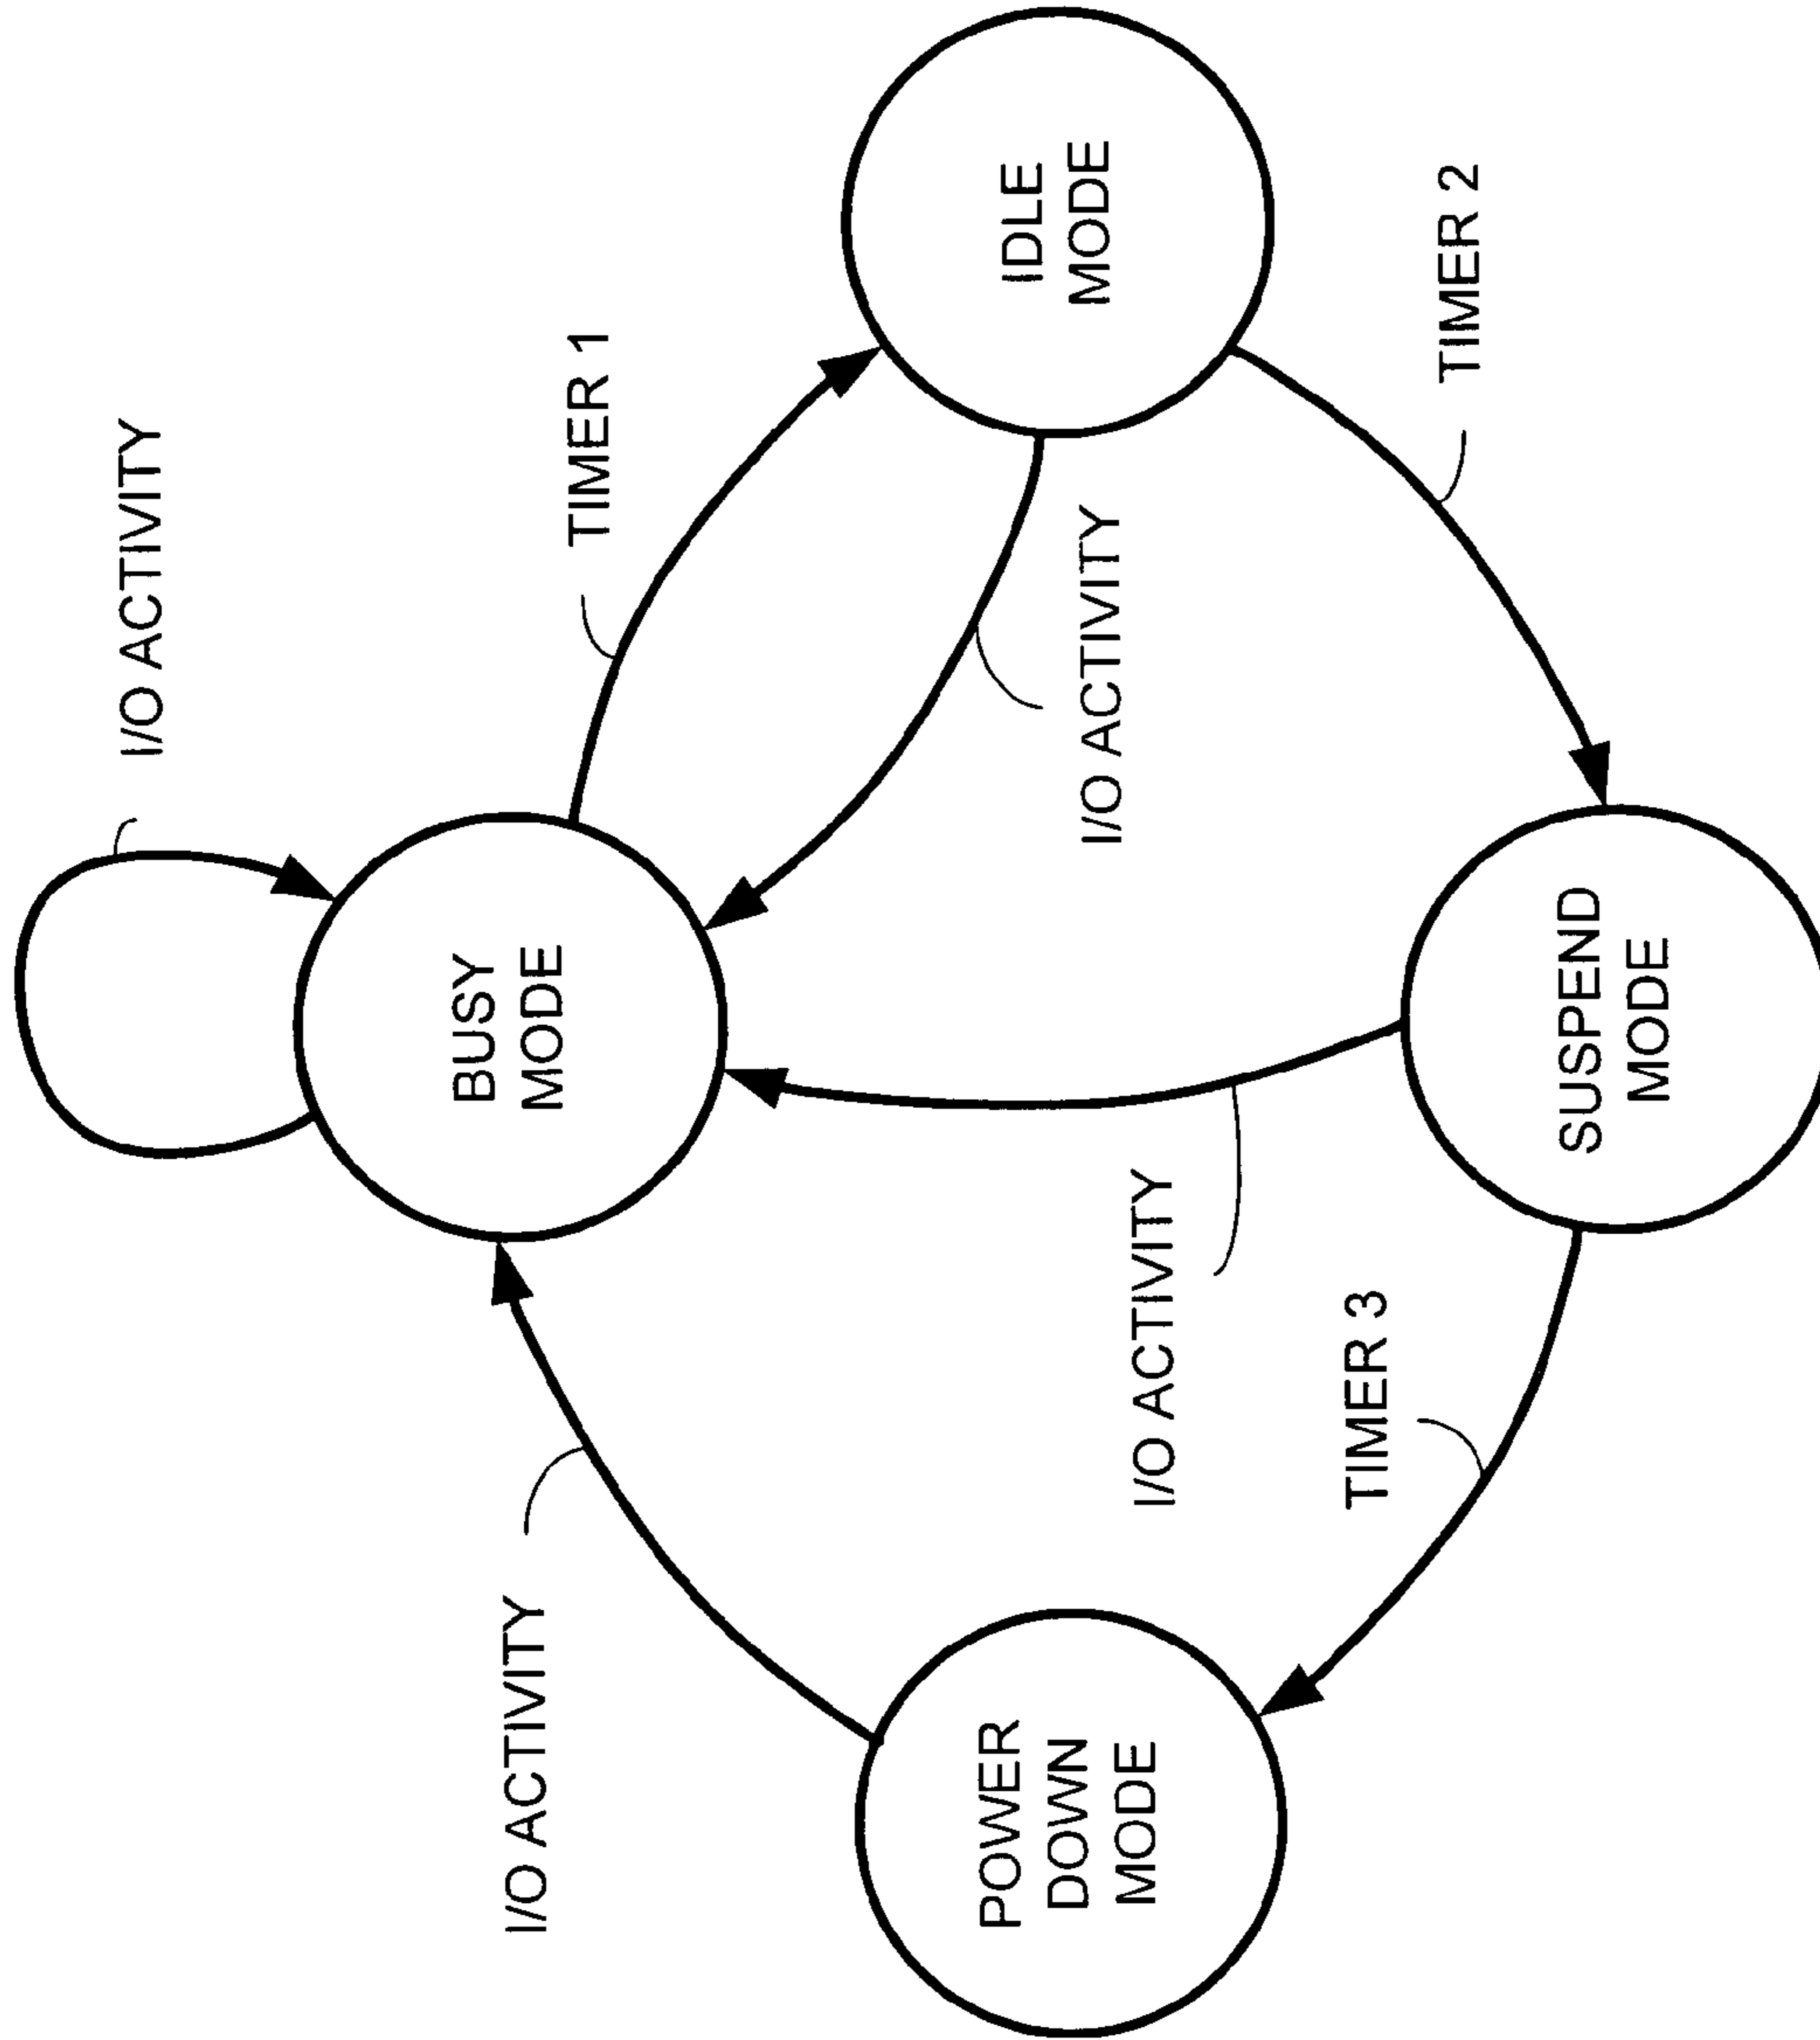 I/O ACTIVITY
BUSY
MODE
I/O ACTIVITY
TIMER 1
POWER
DOWN
MODE
I/O ACTIVITY
I/O ACTIVITY
IDLE
MODE
TIMER 3
TIMER 2
SUSPEND
MODE